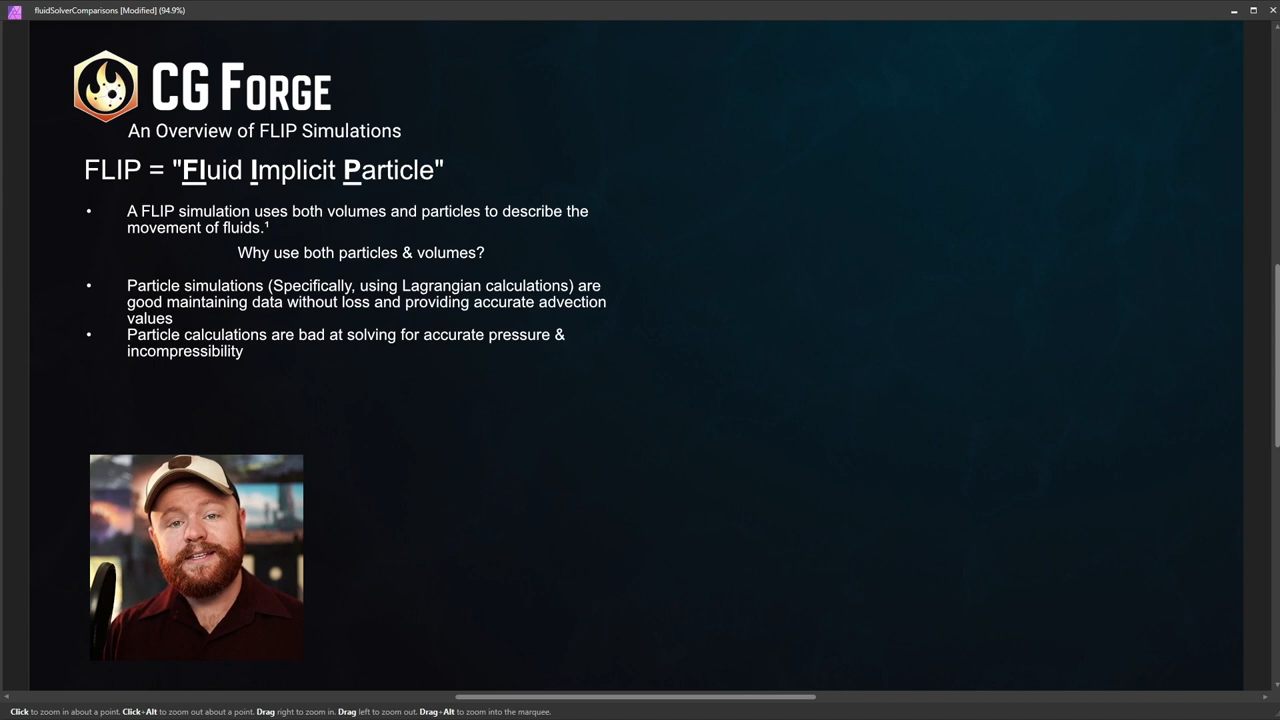 fluidSolverComparisons [Modified] (94.9%)
CG FORGE
An Overview of FLIP Simulations
FLIP = "Fluid Implicit Particle"
• A FLIP simulation uses both volumes and particles to describe the
movement of fluids.¹
Why use both particles & volumes?
• Particle simulations (Specifically, using Lagrangian calculations) are
good maintaining data without loss and providing accurate advection
values
• Particle calculations are bad at solving for accurate pressure &
incompressibility
Click to zoom in about a point. Click+Alt to zoom out about a point. Drag right to zoom in. Drag left to zoom out. Drag+Alt to zoom into the marquee.